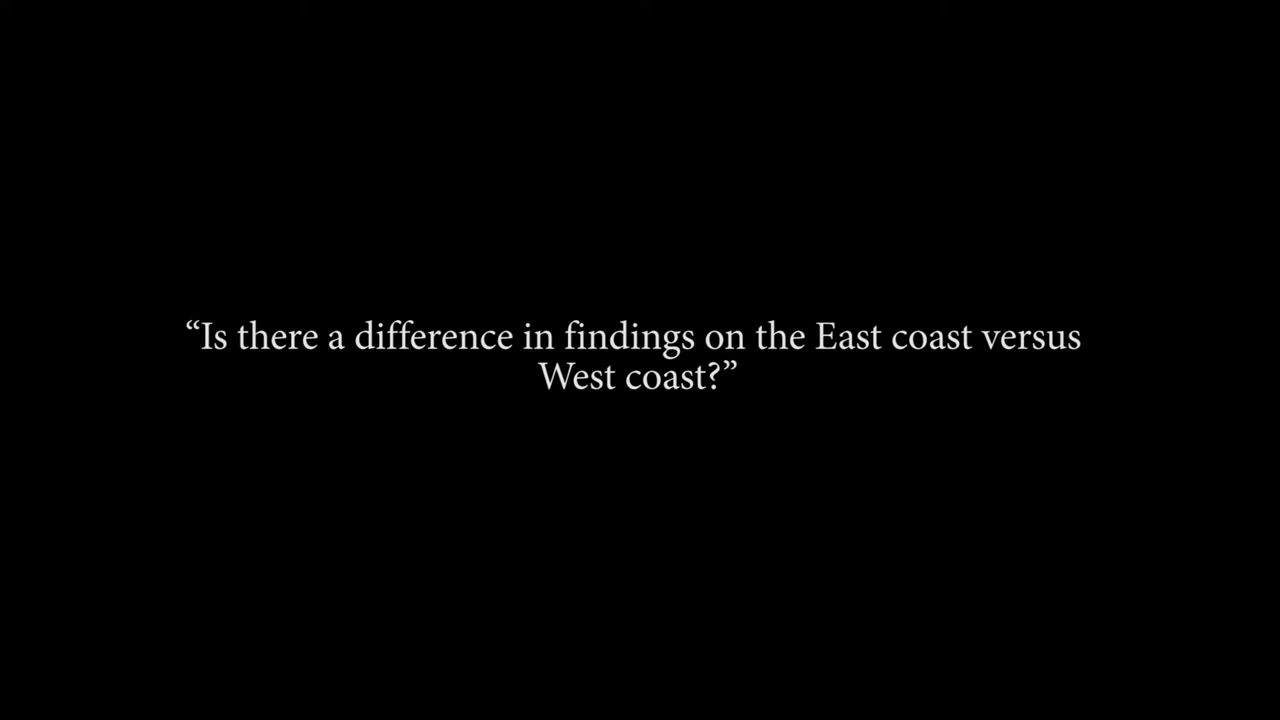 “Is there a difference in findings on the East coast versus
West coast?”